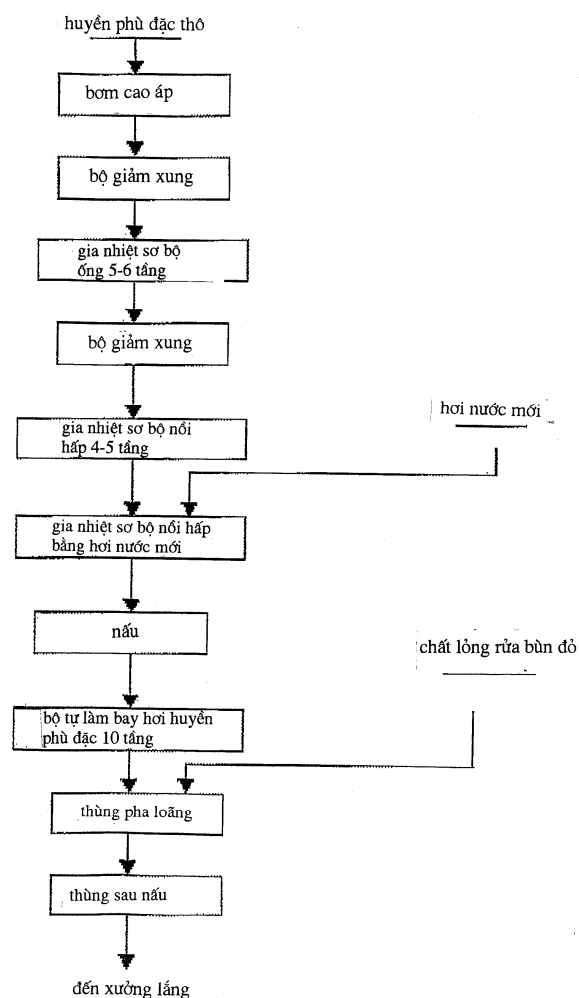 huyền phù đặc thô
bơm cao áp
bộ giảm xung
gia nhiệt sơ bộ
ống 5-6 tầng
bộ giảm xung
gia nhiệt sơ bộ nồi
hấp 4-5 tầng
hơi nước mới
gia nhiệt sơ bộ nồi hấp
bằng hơi nước mới
nấu
chất lỏng rửa bùn đỏ
bộ tự làm bay hơi huyền
phù đặc 10 tầng
thùng pha loãng
thùng sau nấu
đến xưởng lắng